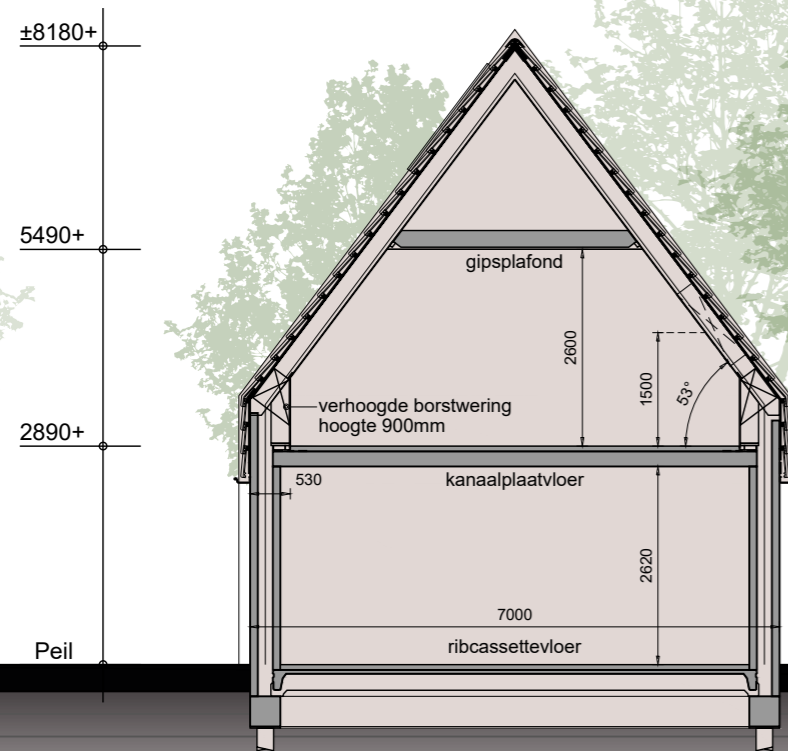 ±8180+
5490+
gipsplafond
2600
1500
53°
verhoogde borstwering
hoogte 900mm
2890+
530
kanaalplaatvloer
2620
7000
Peil
ribcassettevloer